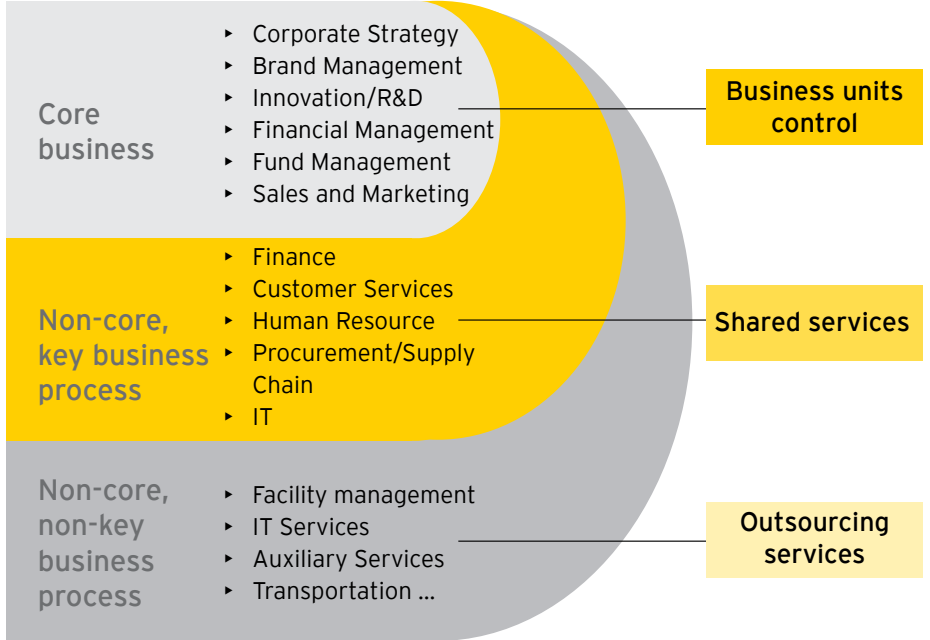 Core
business
▸ Corporate Strategy
▸ Brand Management
▸ Innovation/R&D
▸ Financial Management
▸ Fund Management
▸ Sales and Marketing
Business units
control
Non-core,
key business
process
▸ Finance
▸ Customer Services
▸ Human Resource
▸ Procurement/Supply
Chain
▸ IT
Shared services
Non-core,
non-key
business
process
▸ Facility management
▸ IT Services
▸ Auxiliary Services
▸ Transportation ...
Outsourcing
services